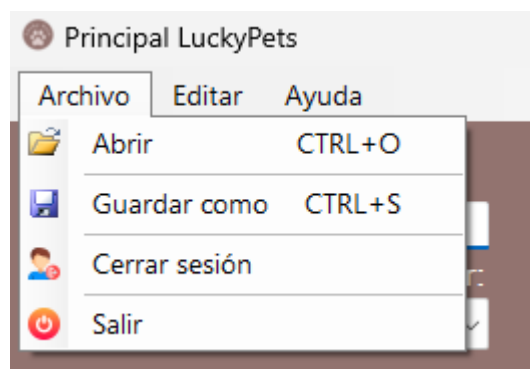 Principal LuckyPets
Archivo Editar Ayuda
Abrir CTRL+O
Guardar como CTRL+S
Cerrar sesión
Salir